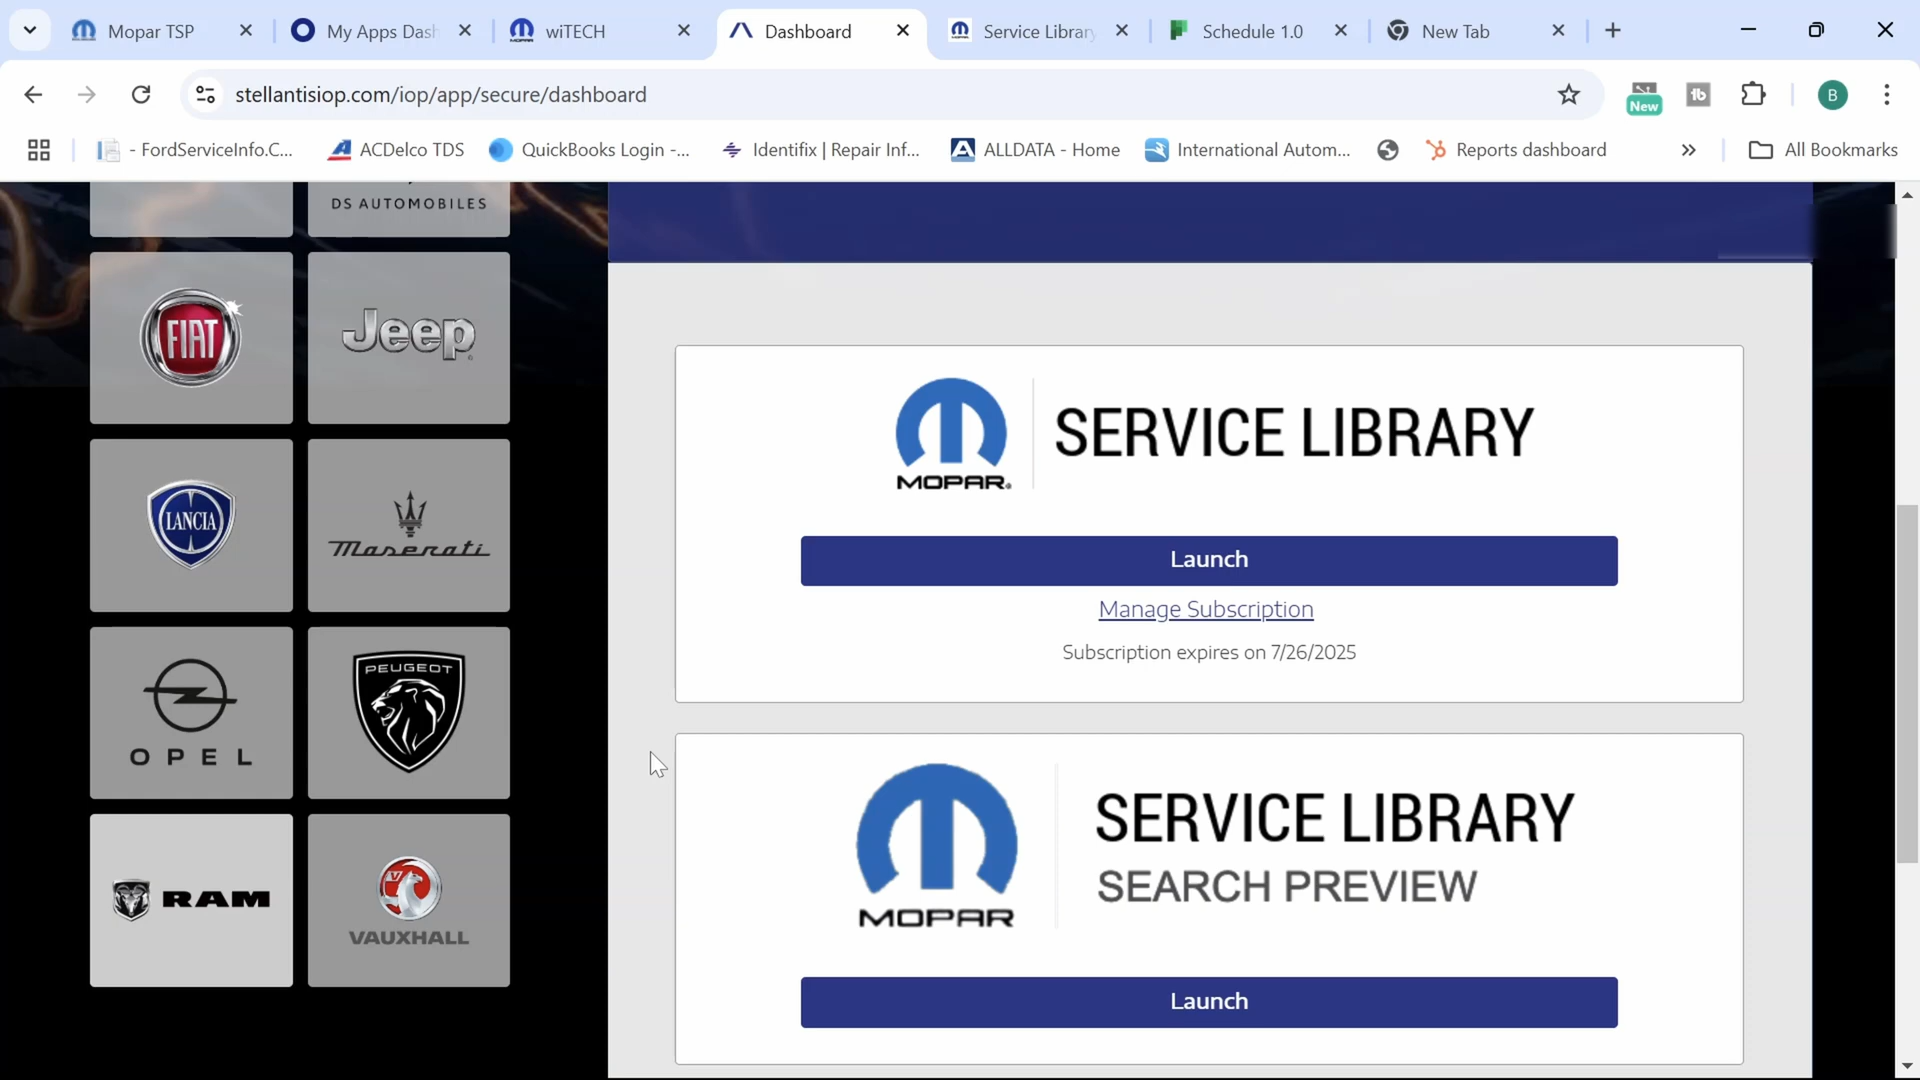 Mopar TSP
My Apps Dash
wiTECH
Dashboard
Service Library
Schedule 1.0
New Tab
stellantisiop.com/iop/app/secure/dashboard
New
B
- FordServiceInfo.C...
ACDelco TDS
QuickBooks Login -...
Identifix | Repair Inf...
ALLDATA - Home
International Autom...
Reports dashboard
All Bookmarks
DS AUTOMOBILES
FIAT
Jeep
LANCIA
Maserati
OPEL
PEUGEOT
RAM
VAUXHALL
MOPAR
SERVICE LIBRARY
Launch
Manage Subscription
Subscription expires on 7/26/2025
MOPAR
SERVICE LIBRARY
SEARCH PREVIEW
Launch